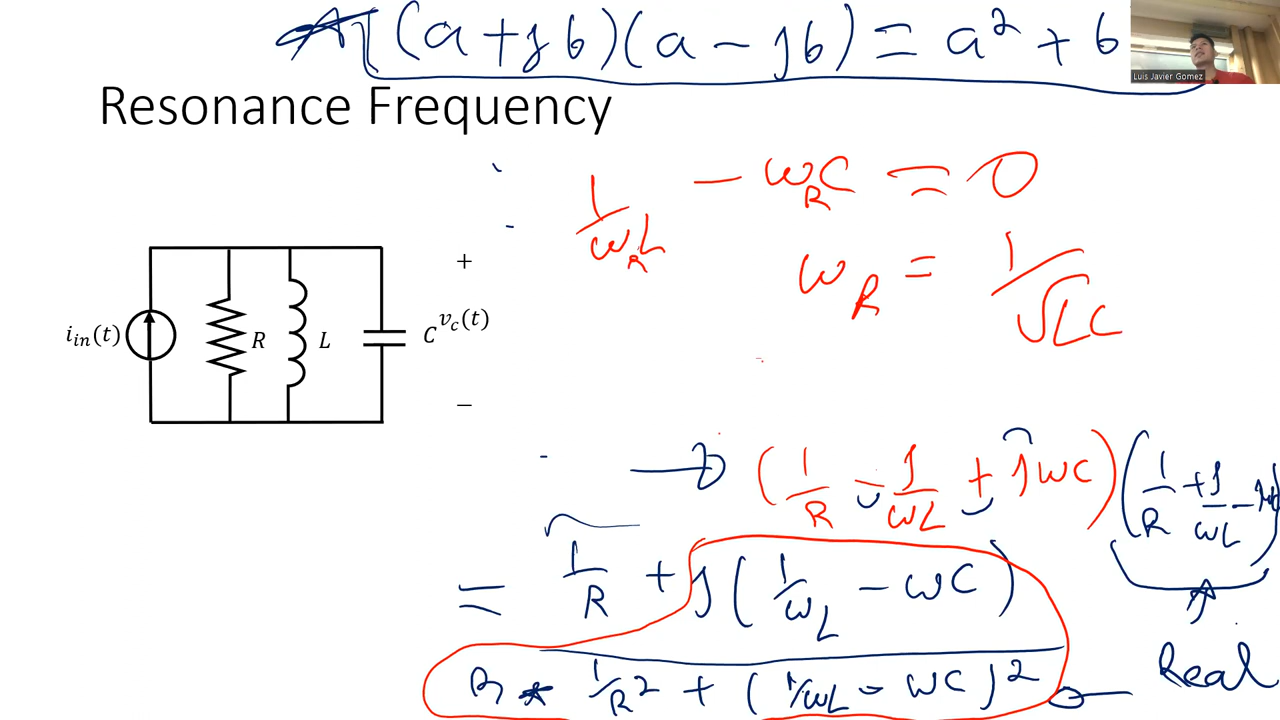 (a + jb)(a - jb) = a² + b
Luis Javier Gomez
Resonance Frequency
1/ω_R L - ω_R C = 0
ω_R = 1/√LC
i_in(t)
R
L
C
+
v_c(t)
−
→ (1/R - j/ωL + jωC)(1/R + j/ωL - j
= 1/R + j(1/ωL - ωC)
1/R² + (1/ωL - ωC)²
Real